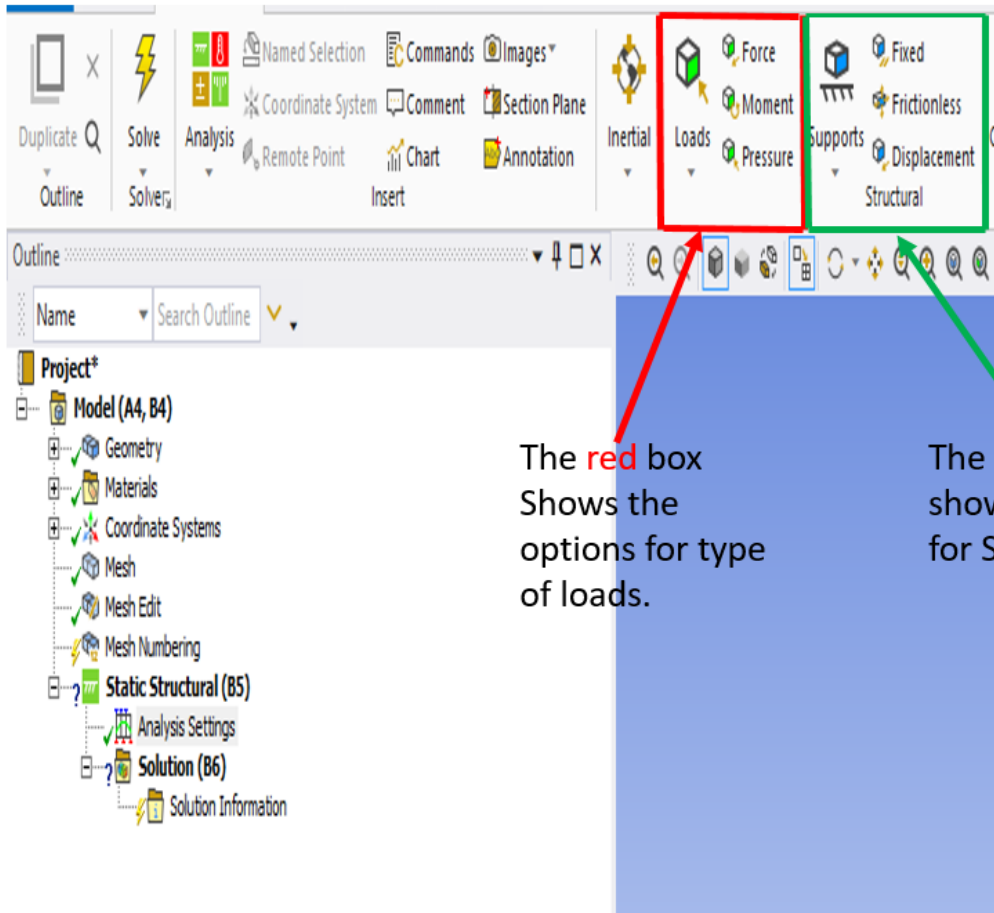 Duplicate
Outline
Solve
Solver
Analysis
Named Selection
Coordinate System
Remote Point
Commands
Comment
Chart
Images
Section Plane
Annotation
Insert
Inertial
Loads
Force
Moment
Pressure
Supports
Fixed
Frictionless
Displacement
Structural
Outline
Name
Search Outline
Project*
Model (A4, B4)
Geometry
Materials
Coordinate Systems
Mesh
Mesh Edit
Mesh Numbering
Static Structural (B5)
Analysis Settings
Solution (B6)
Solution Information
The red box
Shows the
options for type
of loads.
The
show
for S